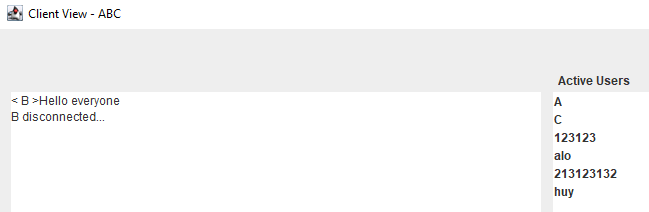 Client View - ABC
Active Users
< B >Hello everyone
B disconnected...
A
C
123123
alo
213123132
huy